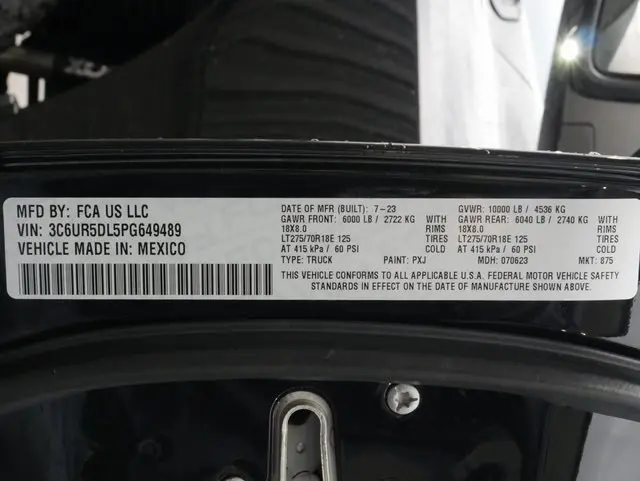 MFD BY: FCA US LLC
VIN: 3C6UR5DL5PG649489
VEHICLE MADE IN: MEXICO
DATE OF MFR (BUILT): 7-23 GVWR: 10000 LB / 4536 KG
GAWR FRONT: 6000 LB / 2722 KG WITH GAWR REAR: 6040 LB / 2740 KG WITH
18X8.0 RIMS 18X8.0 RIMS
LT275/70R18E 125 TIRES LT275/70R18E 125 TIRES
AT 415 kPa / 60 PSI AT 415 kPa / 60 PSI
TYPE: TRUCK PAINT: PXJ MDH: 070623 MKT: 875
THIS VEHICLE CONFORMS TO ALL APPLICABLE U.S.A. FEDERAL MOTOR VEHICLE SAFETY
STANDARDS IN EFFECT ON THE DATE OF MANUFACTURE SHOWN ABOVE.